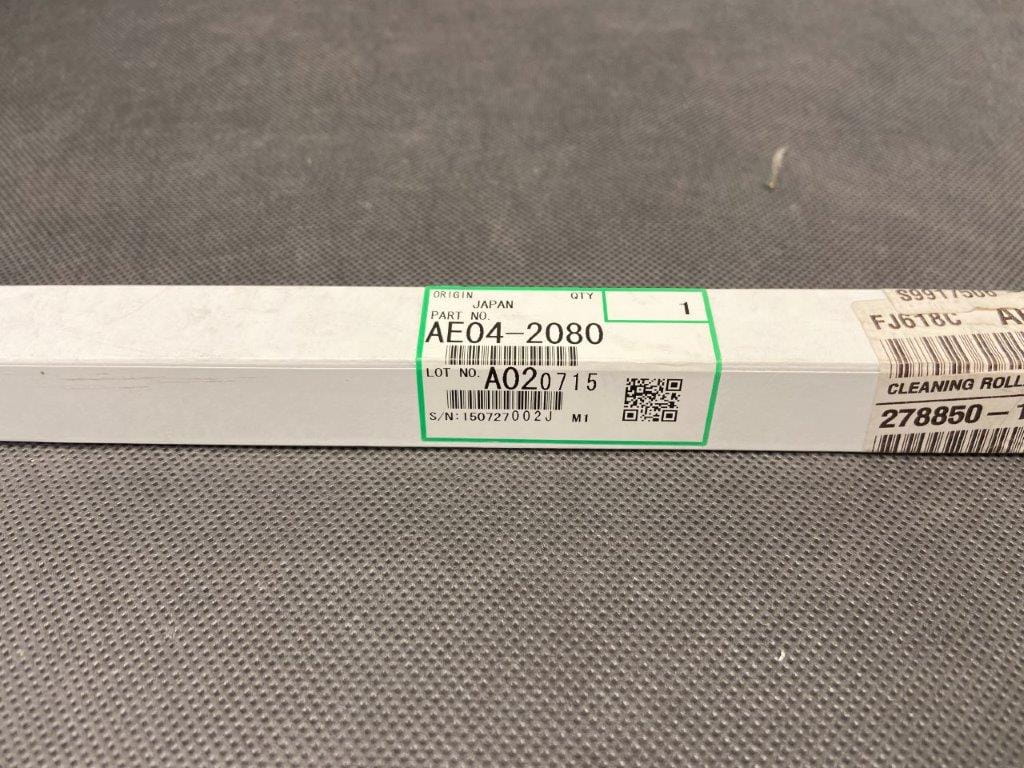 ORIGIN QTY
JAPAN 1
PART NO.
AE04-2080
LOT NO. A020715
S/N:150727002J M1
FJ618C
CLEANING ROLL
278850-